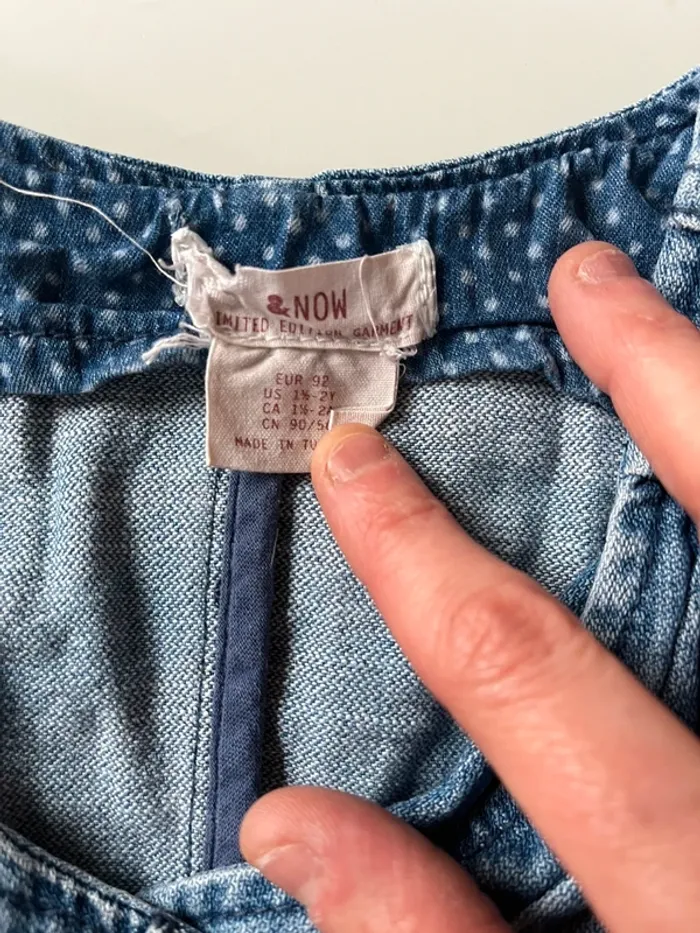 & NOW
LIMITED EDITION GARMENT
EUR 92
US 1½-2Y
CA 1½-2
CN 90/5
MADE IN TU